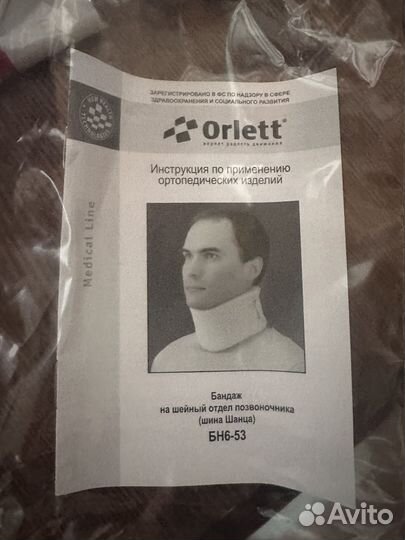 ЗАРЕГИСТРИРОВАНО В ФС ПО НАДЗОРУ В СФЕРЕ
ЗДРАВООХРАНЕНИЯ И СОЦИАЛЬНОГО РАЗВИТИЯ
Orlett®
вернет радость движения
Инструкция по применению
ортопедических изделий
Medical Line
Бандаж
на шейный отдел позвоночника
(шина Шанца)
БН6-53
Avito